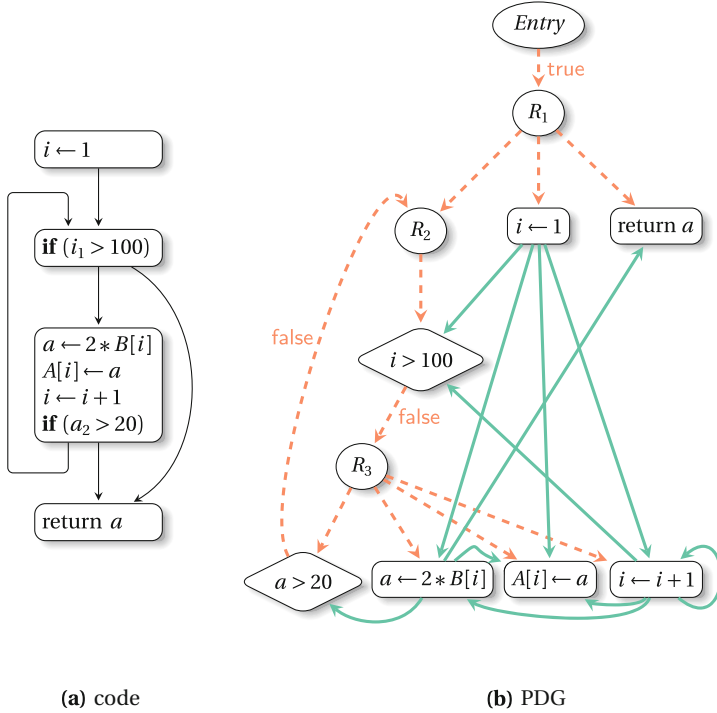 i ← 1
if (i₁ > 100)
a ← 2 ∗ B[i]
A[i] ← a
i ← i + 1
if (a₂ > 20)
return a
(a) code
Entry
true
R₁
R₂
i ← 1
return a
false
i > 100
false
R₃
a > 20
a ← 2 ∗ B[i]
A[i] ← a
i ← i + 1
(b) PDG